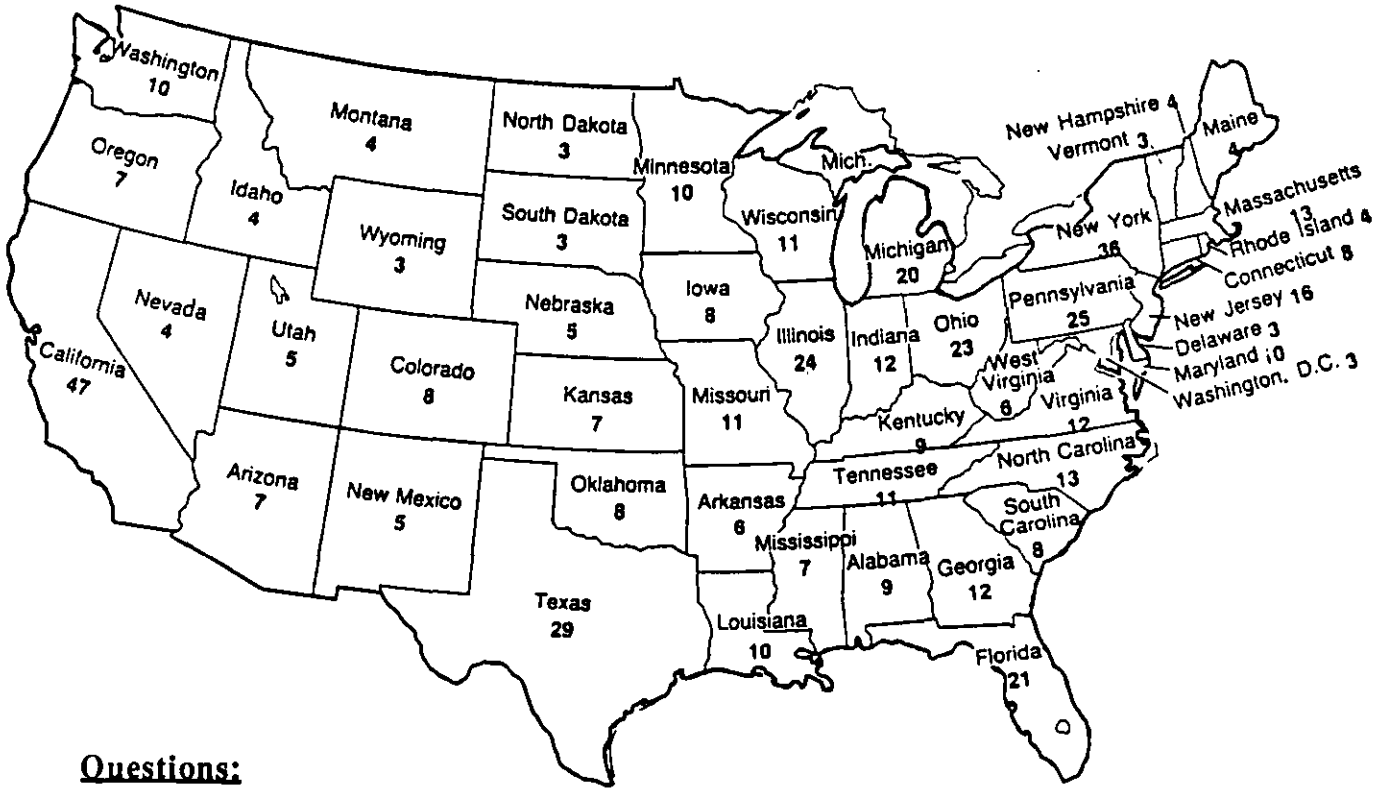 Washington
10
Oregon
7
California
47
Nevada
4
Idaho
4
Montana
4
Wyoming
3
Utah
5
Colorado
8
Arizona
7
New Mexico
5
North Dakota
3
South Dakota
3
Nebraska
5
Kansas
7
Oklahoma
8
Texas
29
Minnesota
10
Iowa
8
Missouri
11
Arkansas
6
Louisiana
10
Wisconsin
11
Illinois
24
Mich.
Michigan
20
Indiana
12
Ohio
23
Kentucky
9
Tennessee
11
Mississippi
7
Alabama
9
Georgia
12
Florida
21
South
Carolina
8
North Carolina
13
Virginia
12
West
Virginia
6
Pennsylvania
25
New York
36
New Hampshire 4
Vermont 3
Maine
4
Massachusetts
13
Rhode Island 4
Connecticut 8
New Jersey 16
Delaware 3
Maryland 10
Washington, D.C. 3
Questions: